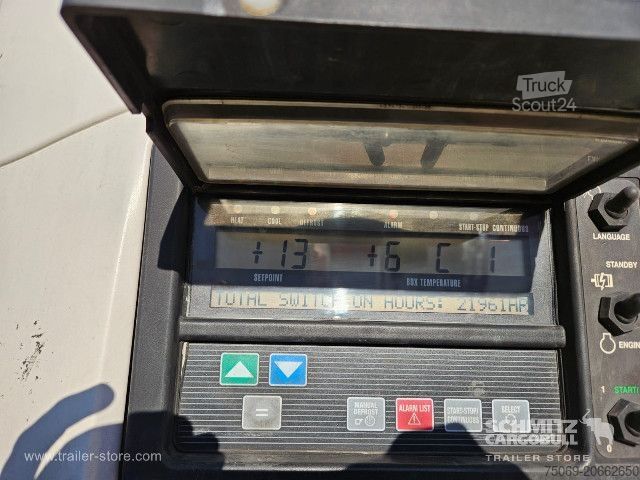 Truck
Scout24
HEAT COOL DEFROST ALARM START-STOP CONTINUOUS
+13 +6 C 1
SETPOINT BOX TEMPERATURE
TOTAL SWITCH ON HOURS: 21961HR
LANGUAGE
STANDBY
ENGIN
1 START/
=
MANUAL
DEFROST
ALARM LIST
START-STOP/
CONTINUOUS
SELECT
SCHMITZ
CARGOBULL
TRAILER STORE
www.trailer-store.com
75069-20662650